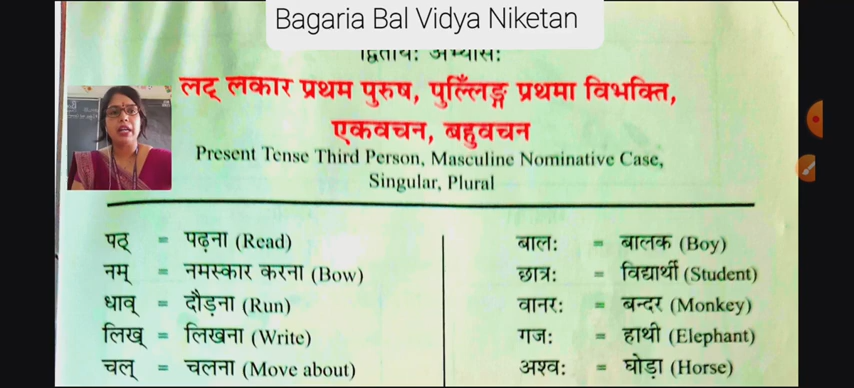 Bagaria Bal Vidya Niketan
द्वितीयः अभ्यासः
लट् लकार प्रथम पुरुष, पुल्लिँङ्ग प्रथमा विभक्ति,
एकवचन, बहुवचन
Present Tense Third Person, Masculine Nominative Case,
Singular, Plural
पठ् = पढ़ना (Read)
नम् = नमस्कार करना (Bow)
धाव् = दौड़ना (Run)
लिख् = लिखना (Write)
चल् = चलना (Move about)
बालः = बालक (Boy)
छात्रः = विद्यार्थी (Student)
वानरः = बन्दर (Monkey)
गजः = हाथी (Elephant)
अश्वः = घोड़ा (Horse)